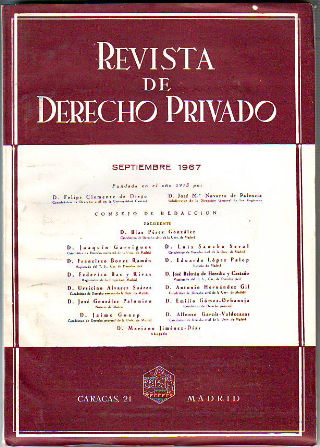 REVISTA
DE
DERECHO PRIVADO
SEPTIEMBRE 1967
Fundada en el año 1913 por
D. Felipe Clemente de Diego
D. José M.ª Navarro de Palencia
CONSEJO DE REDACCION
PRESIDENTE
D. Blas Pérez González
D. Joaquín Garrigues
D. Luis Sancho Seral
D. Francisco Bonet Ramón
D. Eduardo López Palop
D. Federico Bas y Rivas
D. José Beltrán de Heredia y Castaño
D. Ursicino Alvarez Suárez
D. Antonio Hernández Gil
D. José González Palomino
D. Emilio Gómez Orbaneja
D. Jaime Guasp
D. Alfonso García-Valdecasas
D. Mariano Jiménez-Díaz
Abogado
CARACAS, 21
MADRID